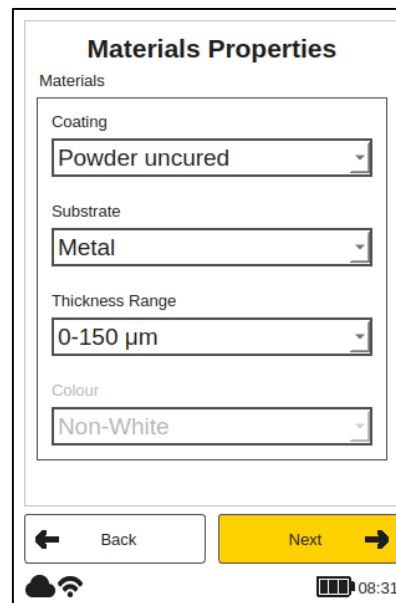 Materials Properties
Materials
Coating
Powder uncured
Substrate
Metal
Thickness Range
0-150 μm
Colour
Non-White
Back
Next
08:31